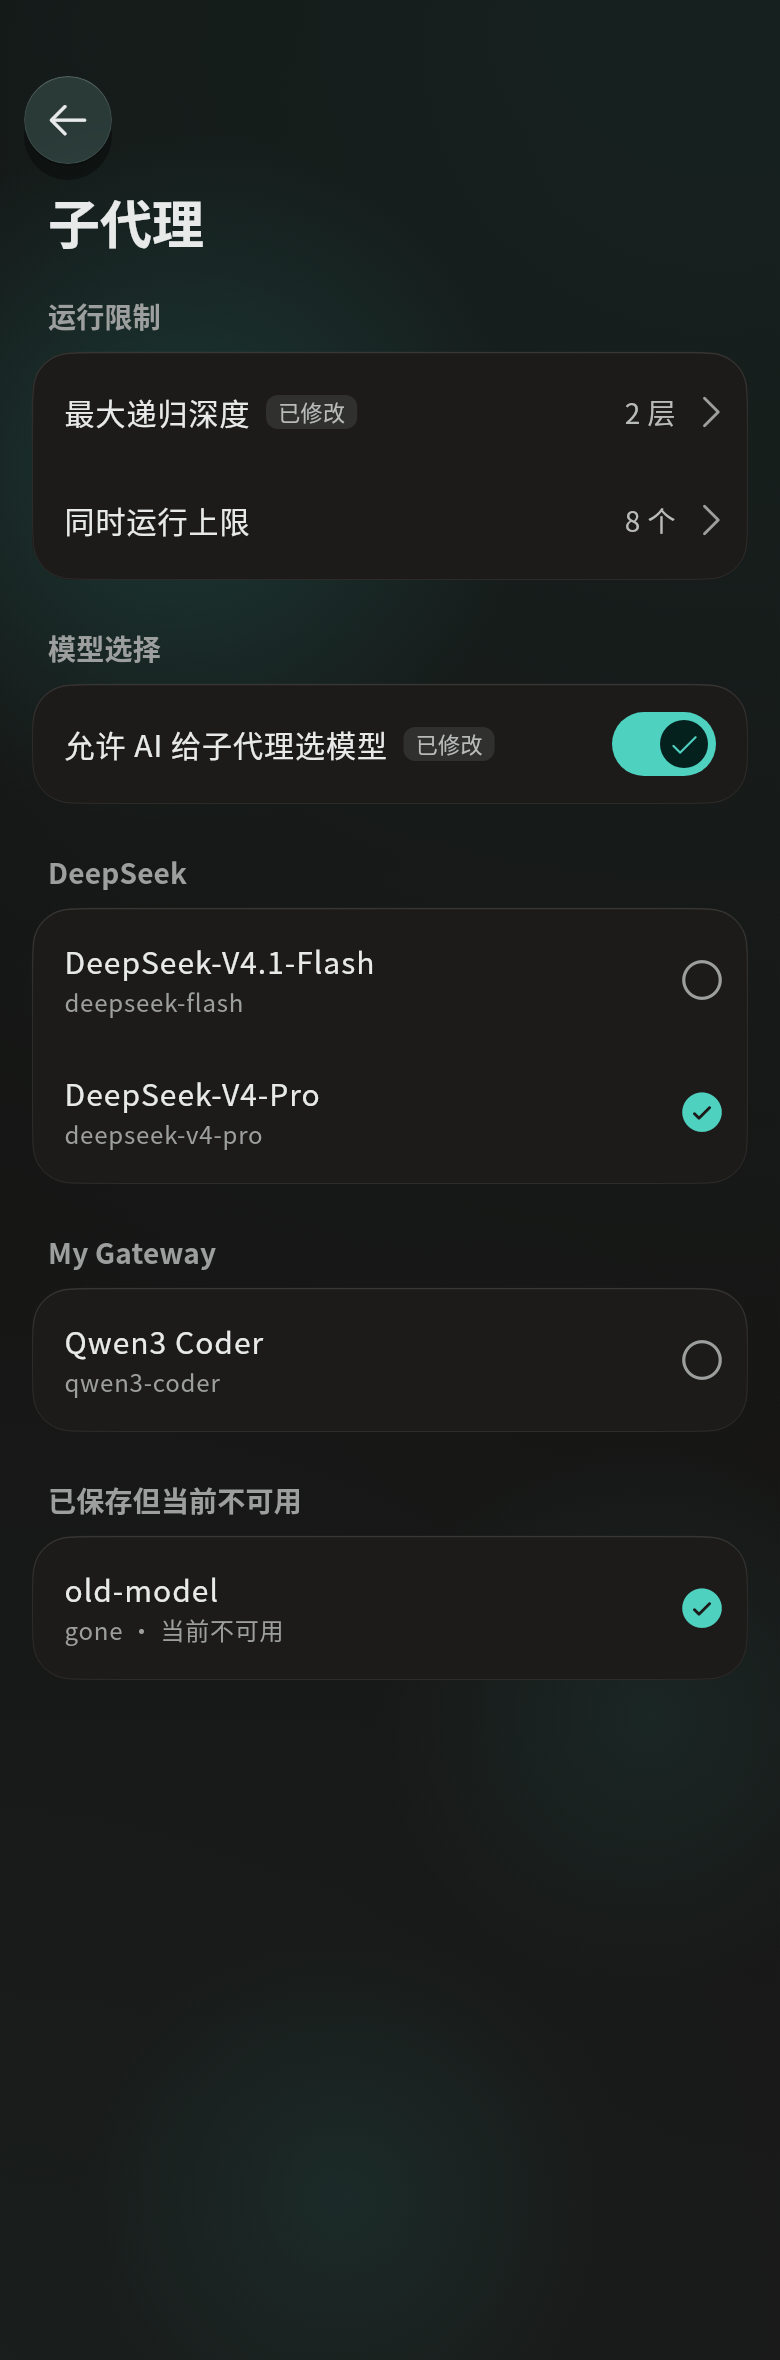 子代理
运行限制
最大递归深度 已修改 2 层
同时运行上限 8 个
模型选择
允许 AI 给子代理选模型 已修改
DeepSeek
DeepSeek-V4.1-Flash
deepseek-flash
DeepSeek-V4-Pro
deepseek-v4-pro
My Gateway
Qwen3 Coder
qwen3-coder
已保存但当前不可用
old-model
gone · 当前不可用